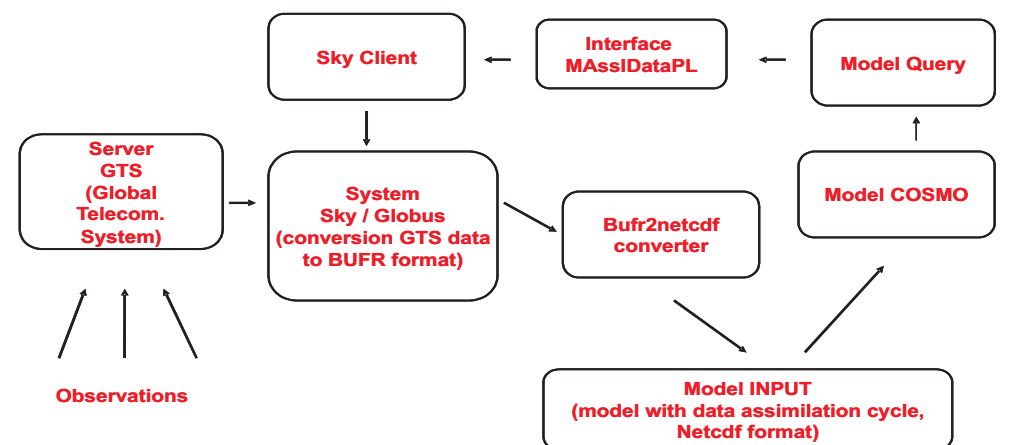 Sky Client
Interface
MAsslDataPL
Model Query
Server
GTS
(Global
Telecom.
System)
System
Sky / Globus
(conversion GTS data
to BUFR format)
Bufr2netcdf
converter
Model COSMO
Observations
Model INPUT
(model with data assimilation cycle,
Netcdf format)